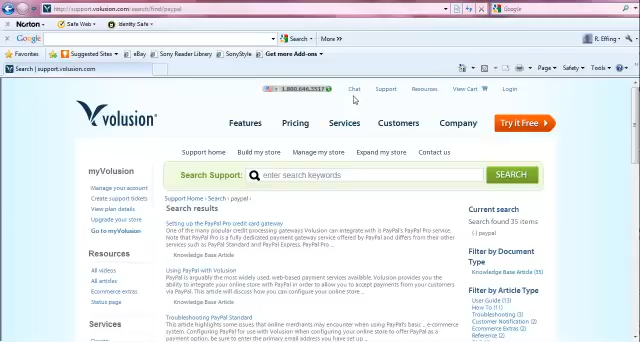 http://support.volusion.com/search/find/paypal
Google
Norton
Safe Web
Identity Safe
Google
Search
More >>
R. Effing
Favorites
Suggested Sites
eBay
Sony Reader Library
SonyStyle
Get more Add-ons
Search | support.volusion.com
Page
Safety
Tools
1.800.646.3517
Chat
Support
Resources
View Cart
Login
volusion
Features
Pricing
Services
Customers
Company
Try it Free
Support home
Build my store
Manage my store
Expand my store
Contact us
myVolusion
Manage your account
Create support tickets
View plan details
Upgrade your store
Go to myVolusion
Resources
All videos
All articles
Ecommerce extras
Status page
Services
Search Support:
enter search keywords
SEARCH
Support Home › Search › paypal ›
Search results
Setting up the PayPal Pro credit card gateway
One of the many popular credit processing gateways Volusion can integrate with is PayPal's PayPal Pro service.
Note that PayPal Pro is a fully dedicated payment gateway service offered by PayPal and differs from their other
services such as PayPal Standard and PayPal Express. PayPal Pro ...
Knowledge Base Article
Using PayPal with Volusion
PayPal is arguably the most widely used, web-based payment services available. Volusion provides you the
ability to integrate your online store with PayPal in order to allow you to accept payments from your customers
via PayPal. This article will discuss how you can configure your online store...
Knowledge Base Article
Troubleshooting PayPal Standard
This article highlights some issues that online merchants may encounter when using PayPal's basic .. e-commerce
system. Configuring PayPal for use with Volusion When configuring your online store to offer PayPal as a
payment option, be sure to enter the primary email address you have set up ...
Current search
Search found 35 items
(-) paypal
Filter by Document
Type
Knowledge Base Article (35)
Filter by Article Type
User Guide (13)
How To (11)
Troubleshooting (3)
Customer Notification (2)
Ecommerce Extras (2)
Reference (2)